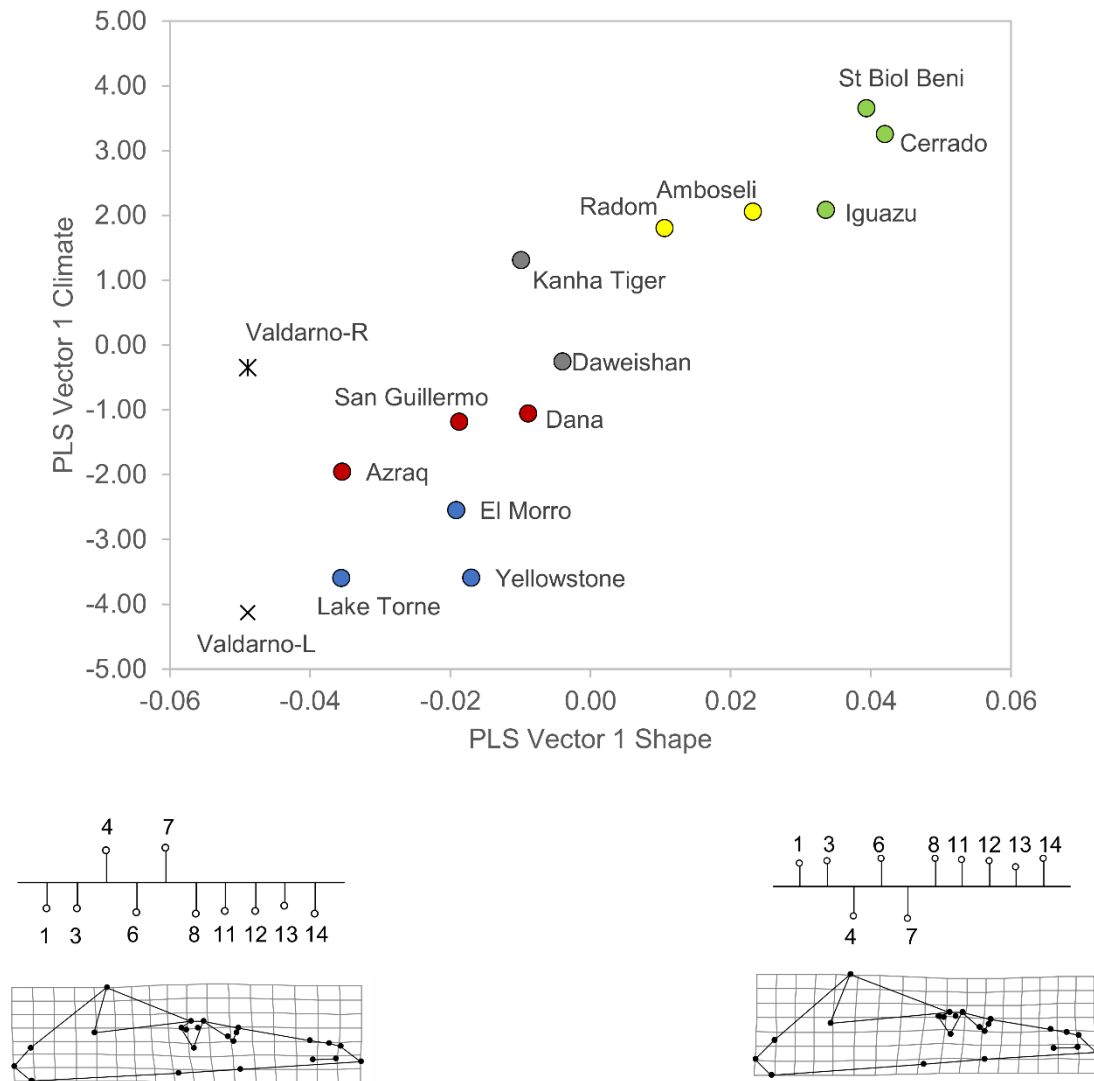 5.00
St Biol Beni
4.00
3.00
Cerrado
Amboseli
Radom
2.00
Iguazu
1.00
Kanha Tiger
Valdarno-R
0.00
Daweishan
San Guillermo
-1.00
Dana
-2.00
Azraq
El Morro
-3.00
Yellowstone
Lake Torne
-4.00
Valdarno-L
-5.00
PLS Vector 1 Climate
-0.06 -0.04 -0.02 0.00 0.02 0.04 0.06
PLS Vector 1 Shape
4 7
1 3 6 8 11 12 13 14
1 3 6 8 11 12 13 14
4 7